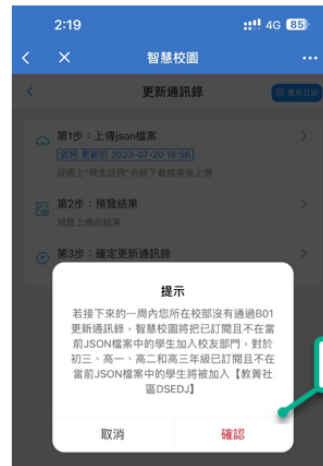 2:19
4G 85
智慧校園
更新通訊錄
更新日誌
第1步：上傳json檔案
武柯 更新於 2023-07-20 16:56
從網上"學生註冊"系統下載檔案後上傳
第2步：預覽結果
預覽上傳的結果
第3步：確定更新通訊錄
提示
若接下來的一周內您所在校部沒有通過B01
更新通訊錄，智慧校園將把已訂閱且不在當
前JSON檔案中的學生加入校友部門，對於
初三、高一、高二和高三年級已訂閱且不在
當前JSON檔案中的學生將被加入【教菁社
區DSEDJ】
取消
確認